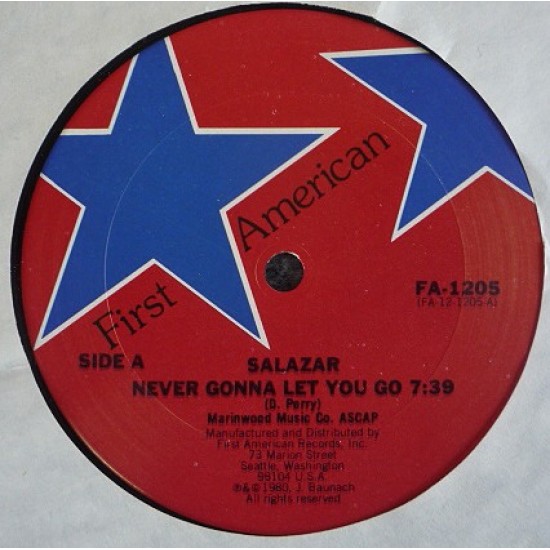 First American
FA-1205
(FA-12-1205-A)
SIDE A
SALAZAR
NEVER GONNA LET YOU GO 7:39
(D. Perry)
Marinwood Music Co. ASCAP
Manufactured and Distributed by
First American Records, Inc.
73 Marion Street
Seattle, Washington
98104 U.S.A.
℗ & © 1980, J. Baunach
All rights reserved